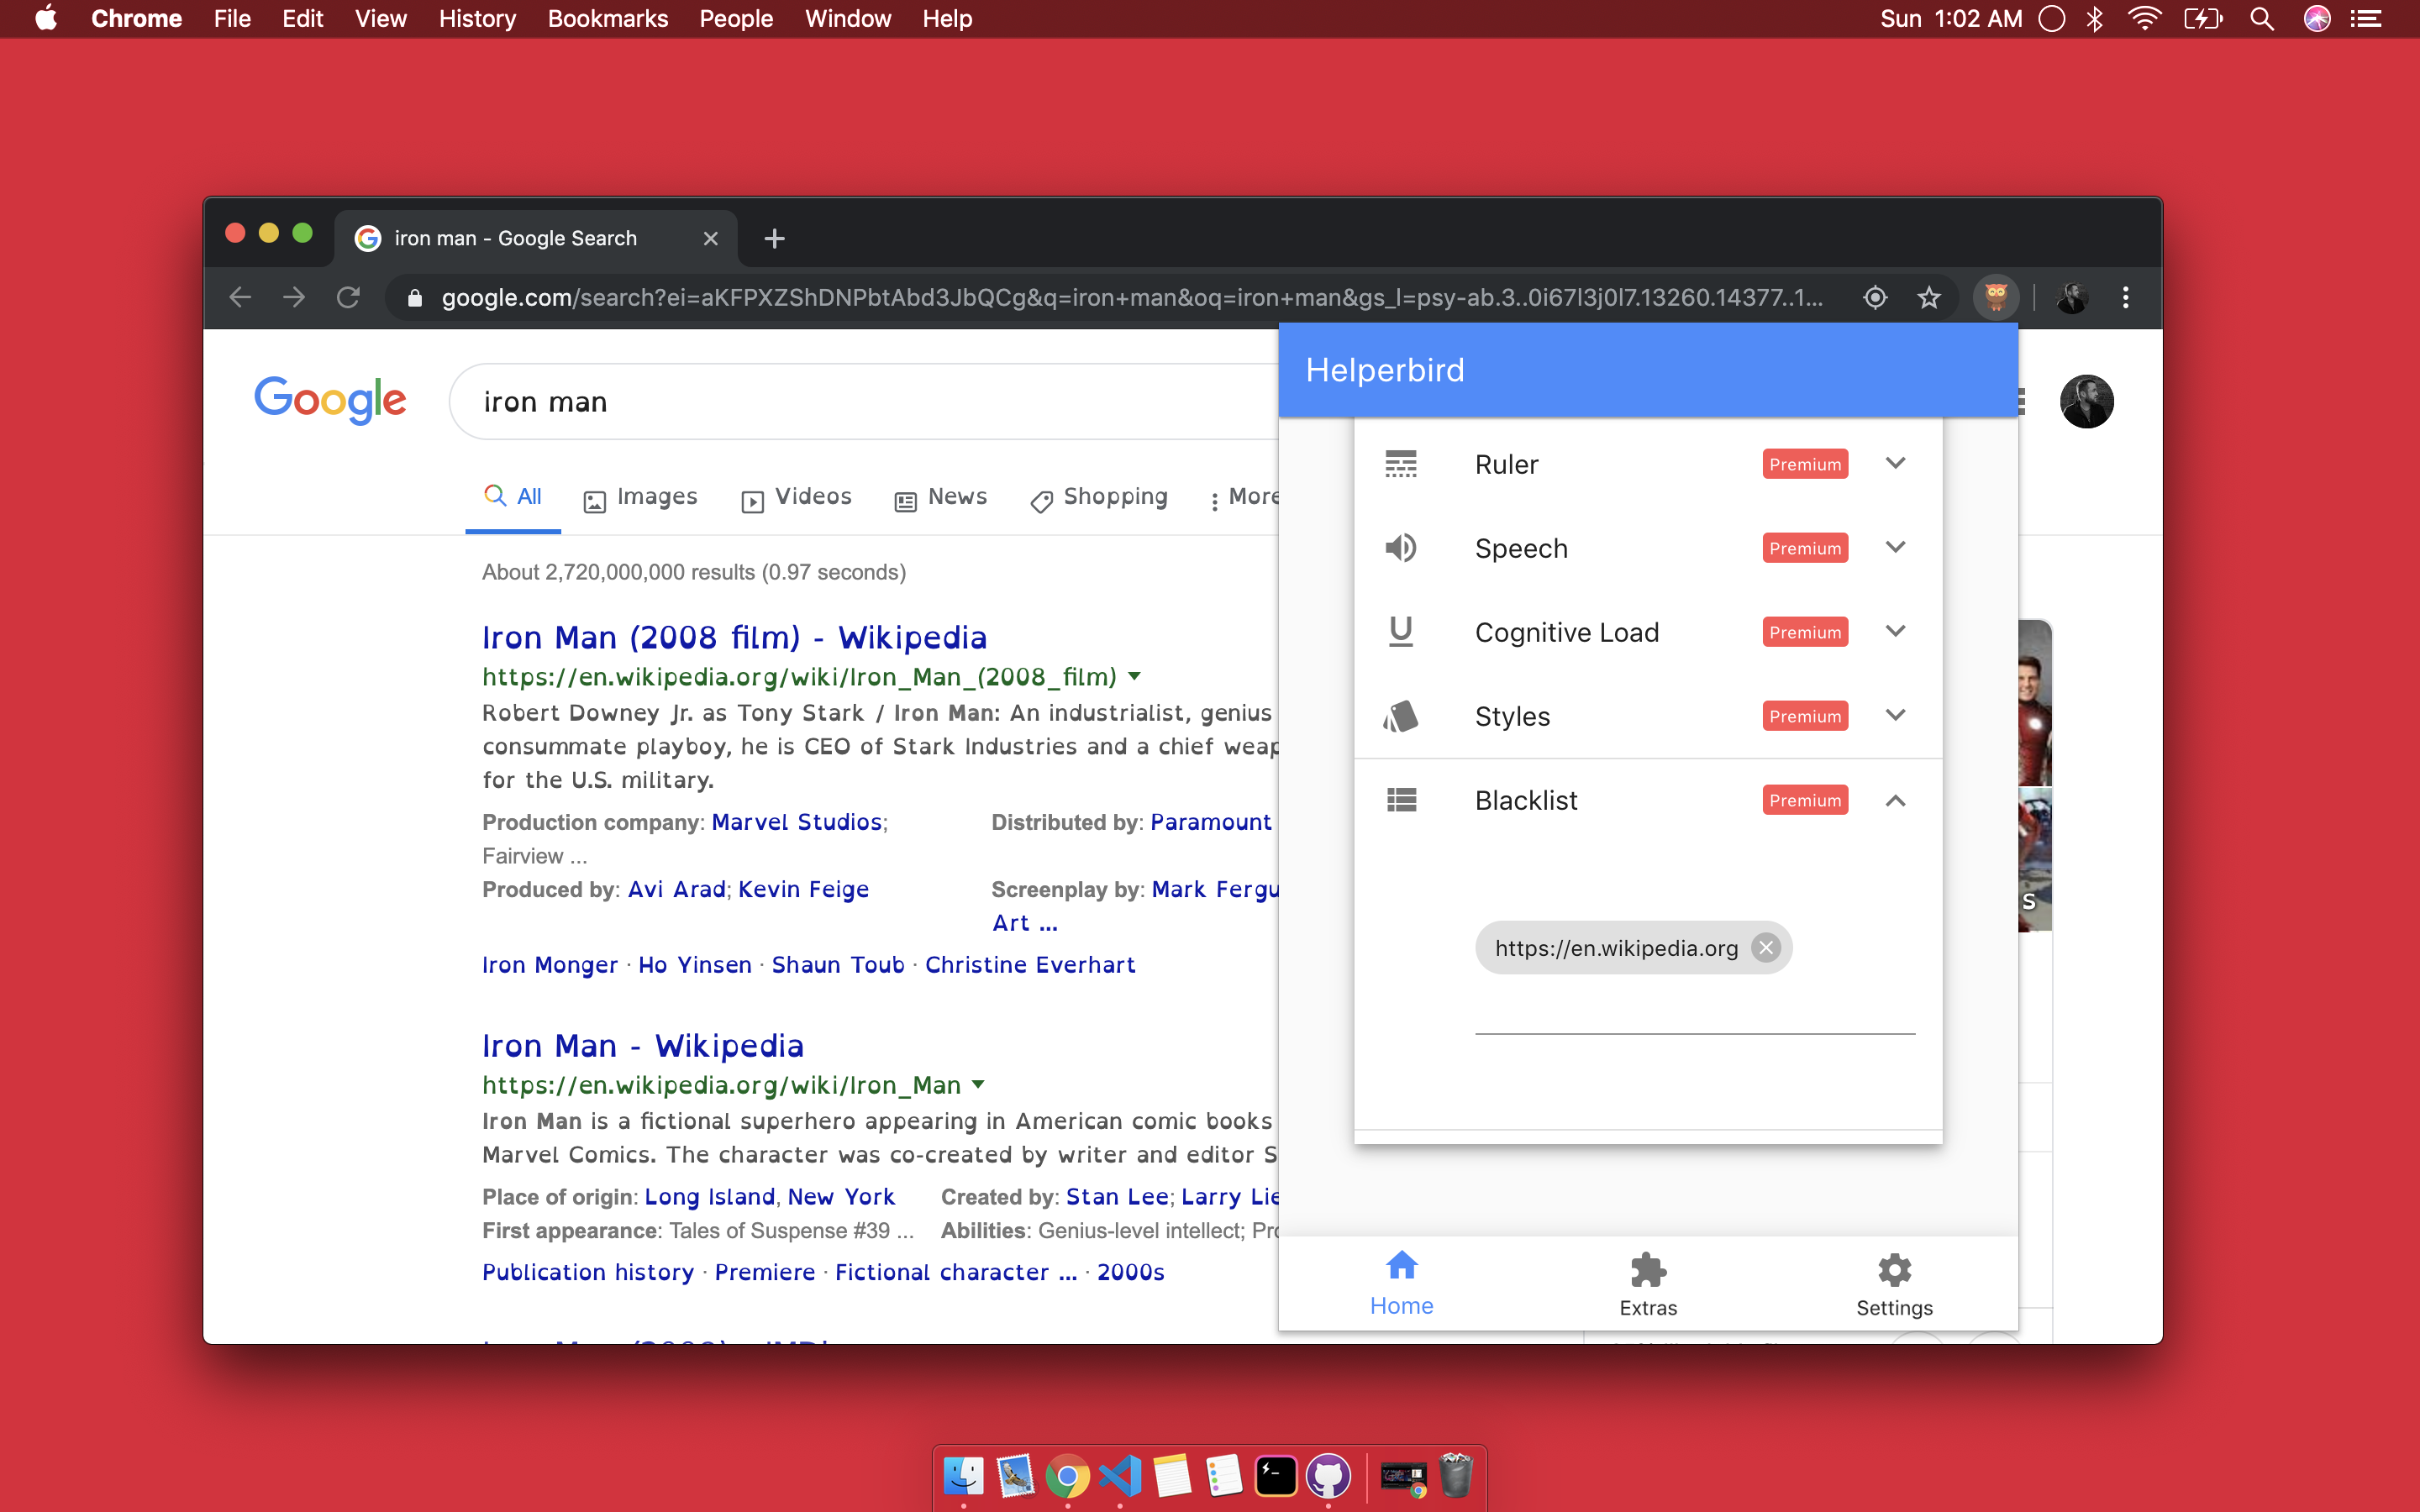 Chrome File Edit View History Bookmarks People Window Help Sun 1:02 AM
iron man - Google Search
google.com/search?ei=aKFPXZShDNPbtAbd3JbQCg&q=iron+man&oq=iron+man&gs_l=psy-ab.3..0i67l3j0l7.13260.14377..1...
Google
iron man
All Images Videos News Shopping More
About 2,720,000,000 results (0.97 seconds)
Iron Man (2008 film) - Wikipedia
https://en.wikipedia.org/wiki/Iron_Man_(2008_film)
Robert Downey Jr. as Tony Stark / Iron Man: An industrialist, genius
consummate playboy, he is CEO of Stark Industries and a chief weap
for the U.S. military.
Production company: Marvel Studios; Distributed by: Paramount
Fairview ...
Produced by: Avi Arad; Kevin Feige Screenplay by: Mark Fergu
Art ...
Iron Monger · Ho Yinsen · Shaun Toub · Christine Everhart
Iron Man - Wikipedia
https://en.wikipedia.org/wiki/Iron_Man
Iron Man is a fictional superhero appearing in American comic books
Marvel Comics. The character was co-created by writer and editor S
Place of origin: Long Island, New York Created by: Stan Lee; Larry Lie
First appearance: Tales of Suspense #39 ... Abilities: Genius-level intellect; Pro
Publication history · Premiere · Fictional character ... · 2000s
Helperbird
Ruler Premium
Speech Premium
Cognitive Load Premium
Styles Premium
Blacklist Premium
https://en.wikipedia.org
Home Extras Settings
s